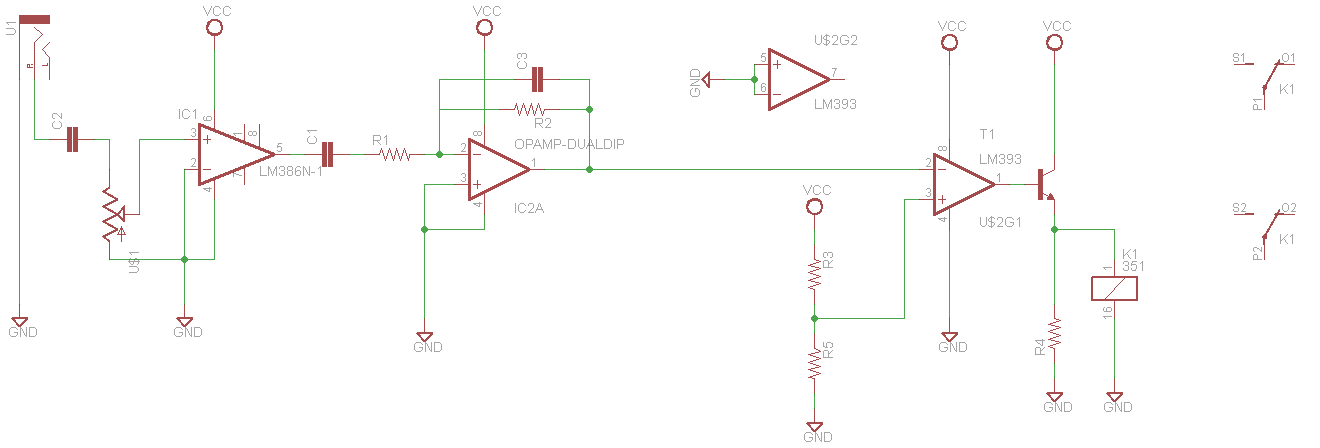 U1
R
L
C2
U$1
GND
VCC
IC1
3
+
2
-
6
1
8
5
7
4
LM386N-1
GND
C1
R1
VCC
C3
R2
8
2
-
3
+
1
4
OPAMP-DUALDIP
IC2A
GND
U$2G2
GND
5
+
6
-
7
LM393
VCC
R3
R5
GND
VCC
T1
LM393
8
2
-
3
+
1
4
U$2G1
GND
VCC
R4
GND
K1
351
1
16
GND
S1
O1
K1
P1
S2
O2
K1
P2